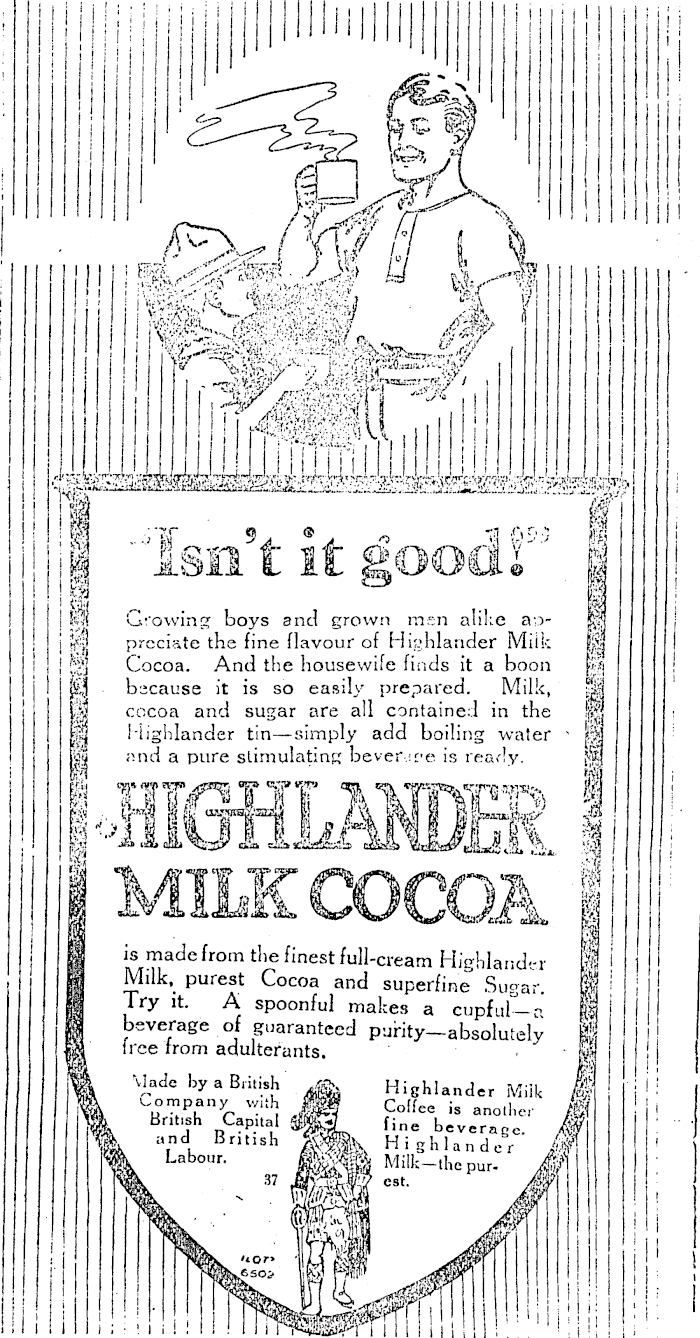 "Isn't it good!"
Growing boys and grown men alike ap-
preciate the fine flavour of Highlander Milk
Cocoa. And the housewife finds it a boon
because it is so easily prepared. Milk,
cocoa and sugar are all contained in the
Highlander tin—simply add boiling water
and a pure stimulating beverage is ready.
HIGHLANDER
MILK COCOA
is made from the finest full-cream Highlander
Milk, purest Cocoa and superfine Sugar.
Try it. A spoonful makes a cupful—a
beverage of guaranteed purity—absolutely
free from adulterants.
Made by a British
Company with
British Capital
and British
Labour.
37
Highlander Milk
Coffee is another
fine beverage.
Highlander
Milk—the pur-
est.